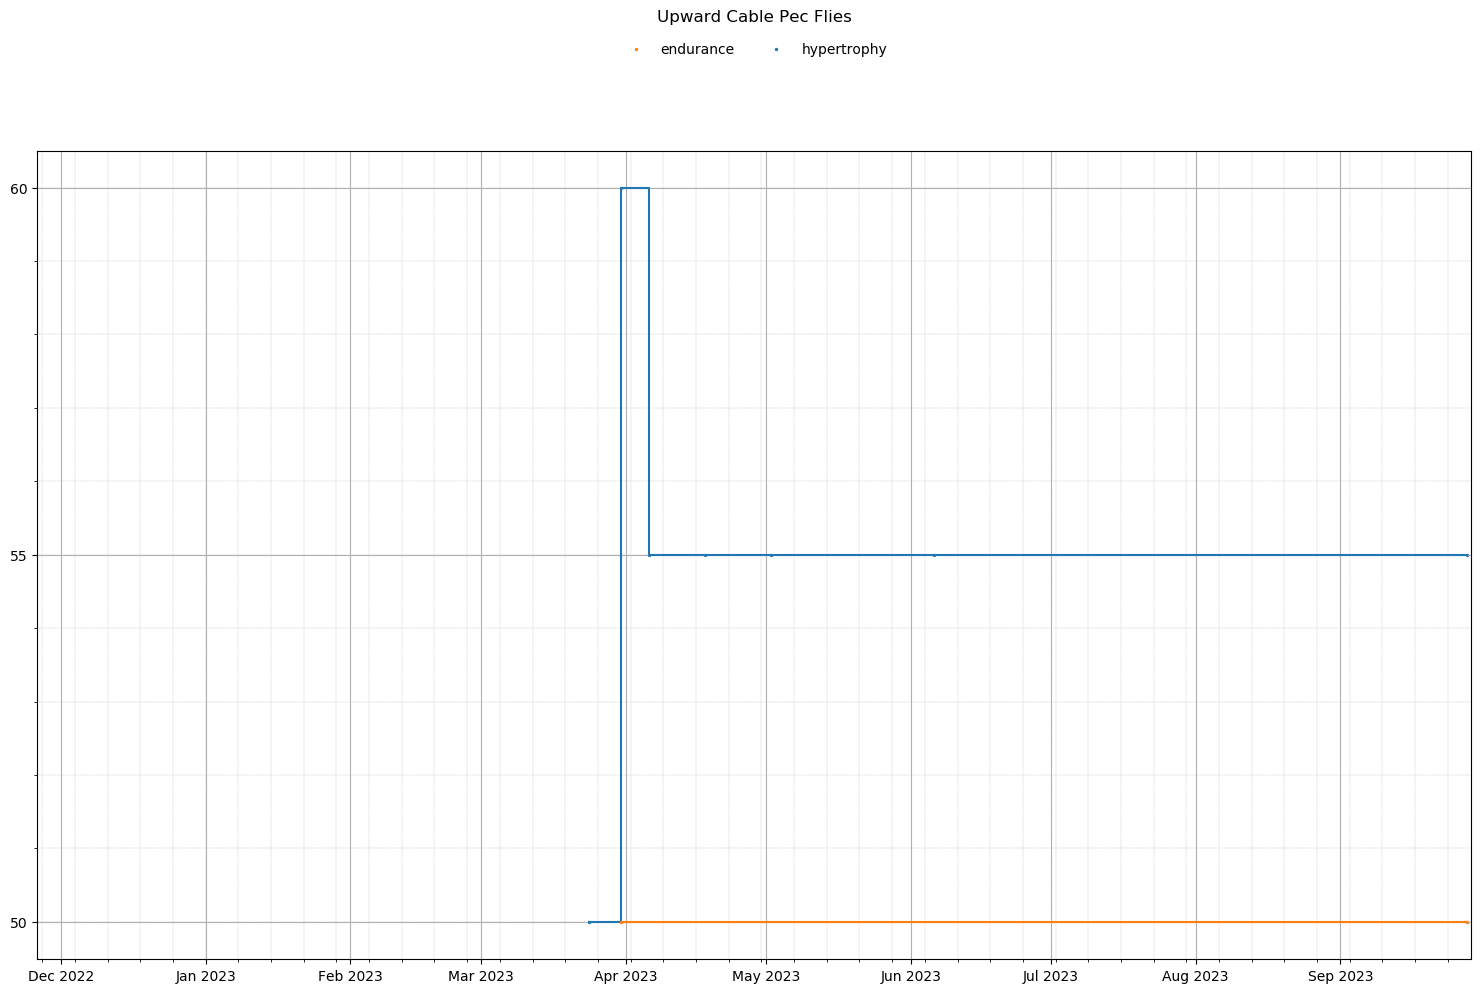 Upward Cable Pec Flies
endurance hypertrophy
60
55
50
Dec 2022 Jan 2023 Feb 2023 Mar 2023 Apr 2023 May 2023 Jun 2023 Jul 2023 Aug 2023 Sep 2023